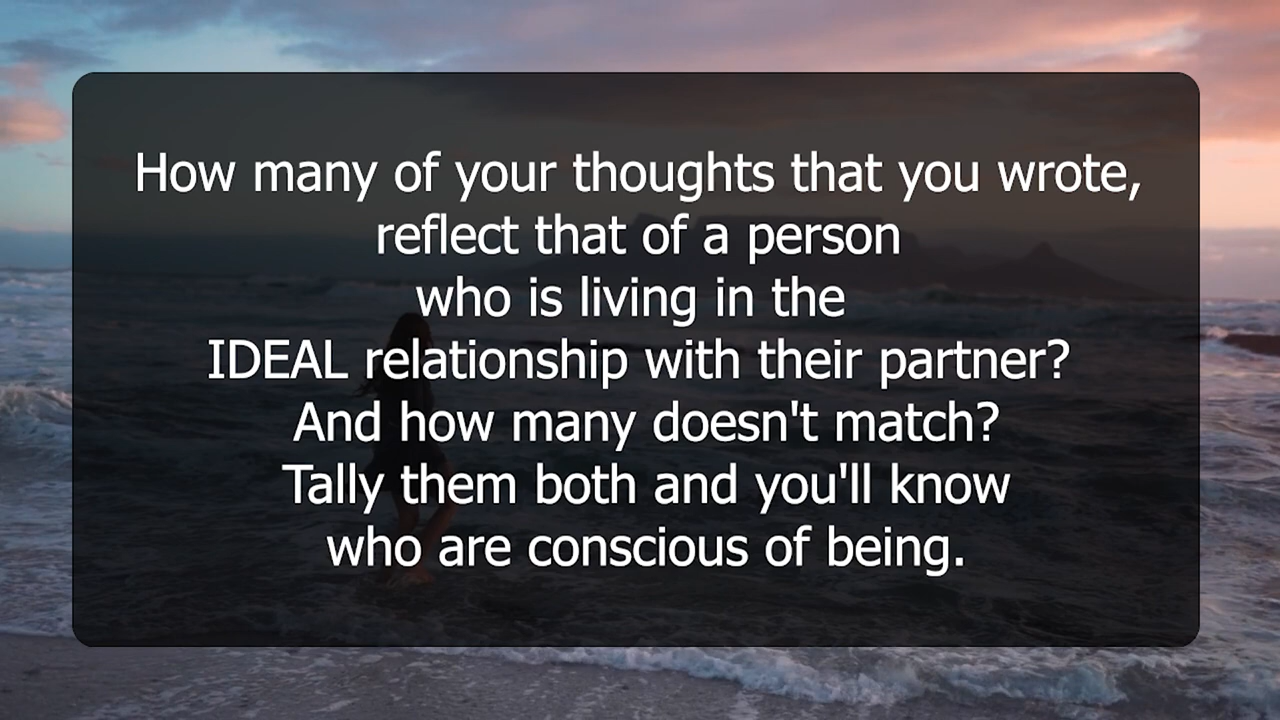 How many of your thoughts that you wrote,
reflect that of a person
who is living in the
IDEAL relationship with their partner?
And how many doesn't match?
Tally them both and you'll know
who are conscious of being.